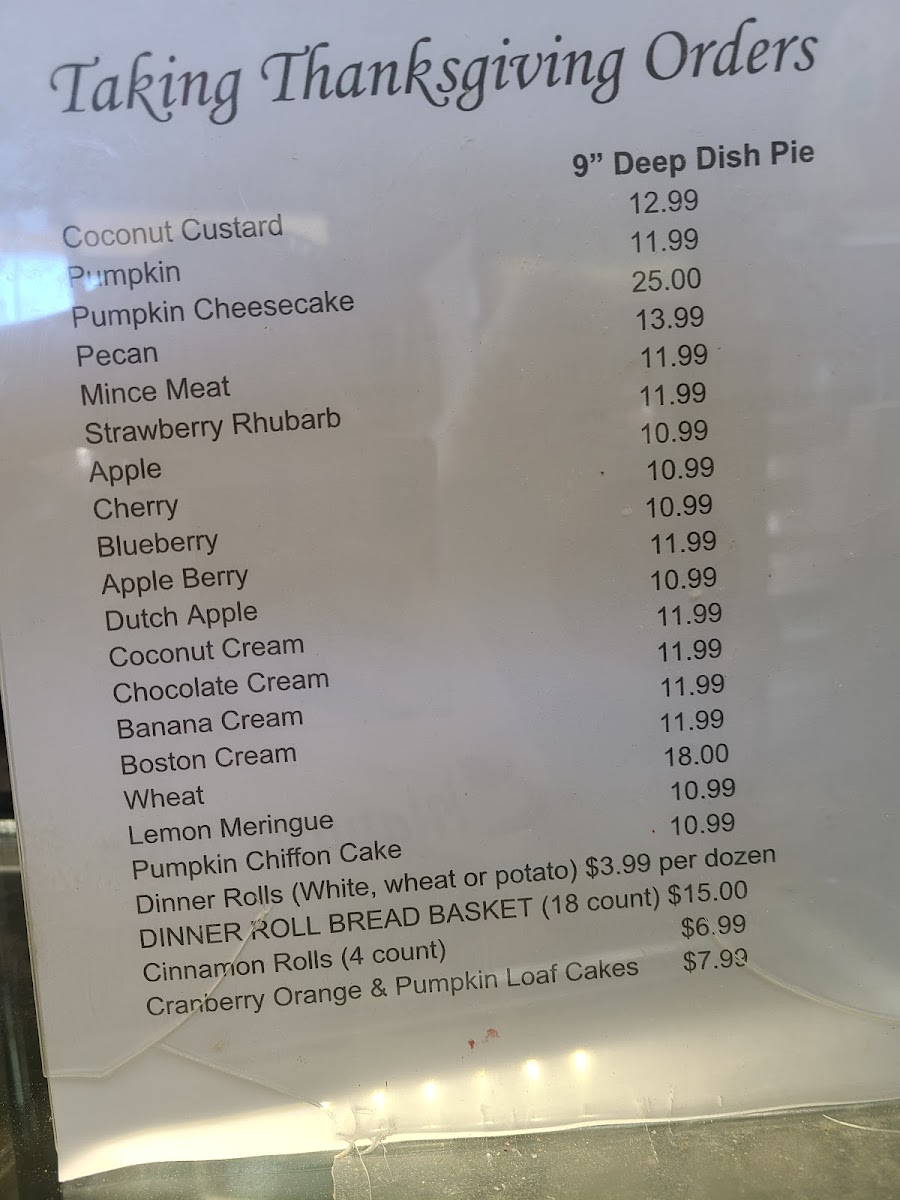 Taking Thanksgiving Orders
9” Deep Dish Pie
Coconut Custard 12.99
Pumpkin 11.99
Pumpkin Cheesecake 25.00
Pecan 13.99
Mince Meat 11.99
Strawberry Rhubarb 11.99
Apple 10.99
Cherry 10.99
Blueberry 10.99
Apple Berry 11.99
Dutch Apple 10.99
Coconut Cream 11.99
Chocolate Cream 11.99
Banana Cream 11.99
Boston Cream 11.99
Wheat 18.00
Lemon Meringue 10.99
Pumpkin Chiffon Cake 10.99
Dinner Rolls (White, wheat or potato) $3.99 per dozen
DINNER ROLL BREAD BASKET (18 count) $15.00
Cinnamon Rolls (4 count) $6.99
Cranberry Orange & Pumpkin Loaf Cakes $7.99